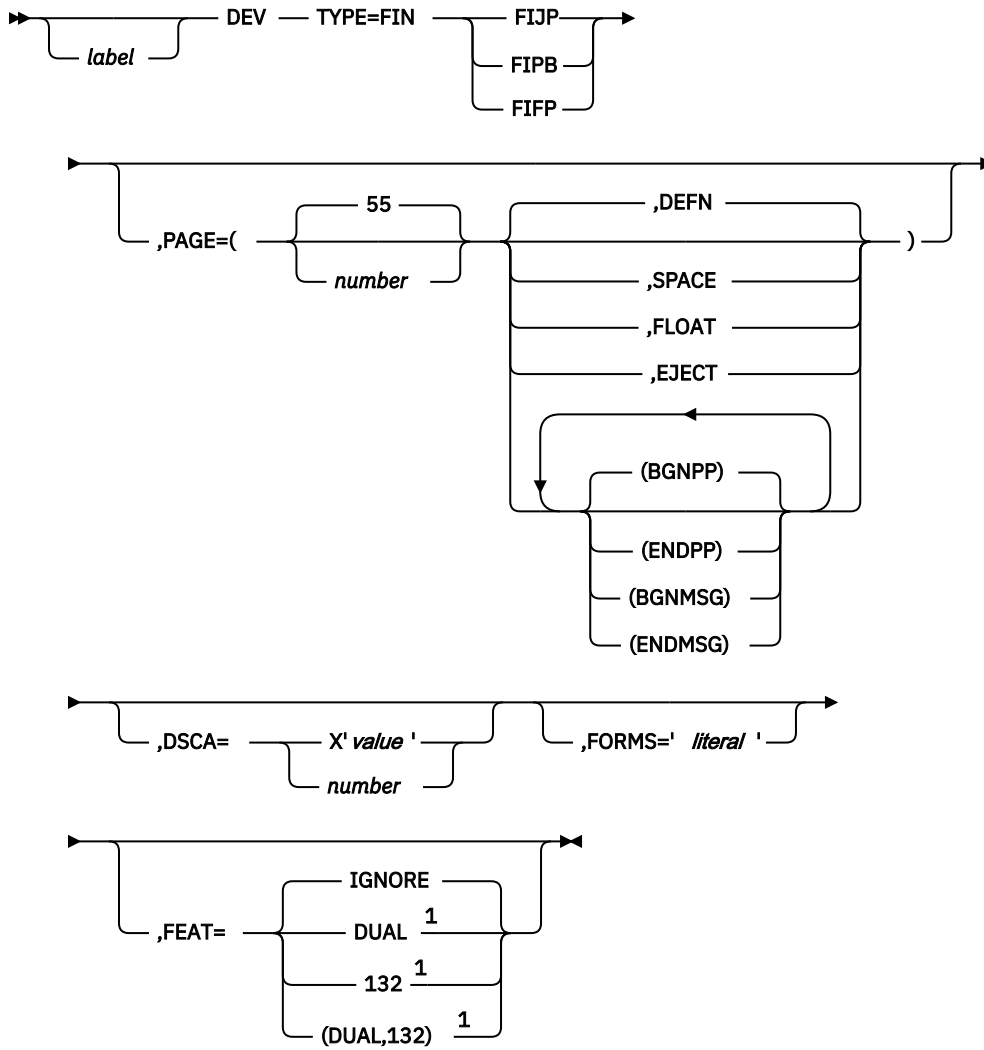 DEV TYPE=FIN FIJP
label
FIPB
FIFP
55 ,DEFN
,PAGE=( )
number ,SPACE
,FLOAT
,EJECT
(BGNPP)
(ENDPP)
(BGNMSG)
(ENDMSG)
,DSCA= X'value' ,FORMS=' literal '
number
IGNORE
,FEAT= DUAL 1
132 1
(DUAL,132) 1